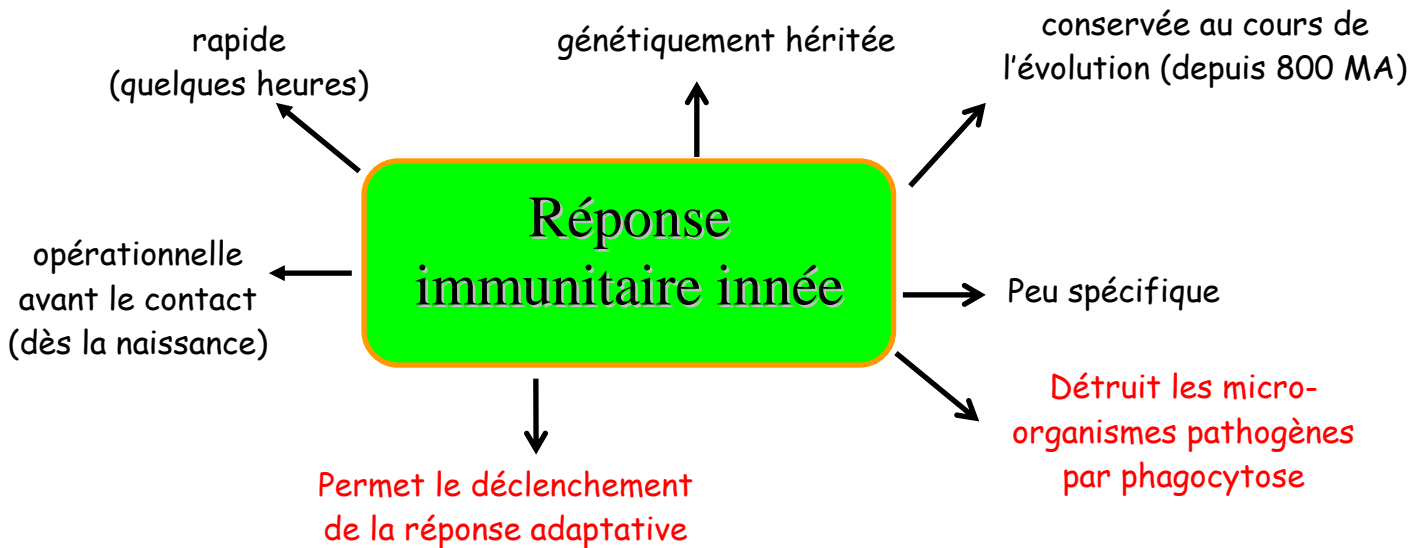 rapide
(quelques heures)
génétiquement héritée
conservée au cours de
l'évolution (depuis 800 MA)
Réponse
immunitaire innée
opérationnelle
avant le contact
(dès la naissance)
Peu spécifique
Détruit les micro-
organismes pathogènes
par phagocytose
Permet le déclenchement
de la réponse adaptative